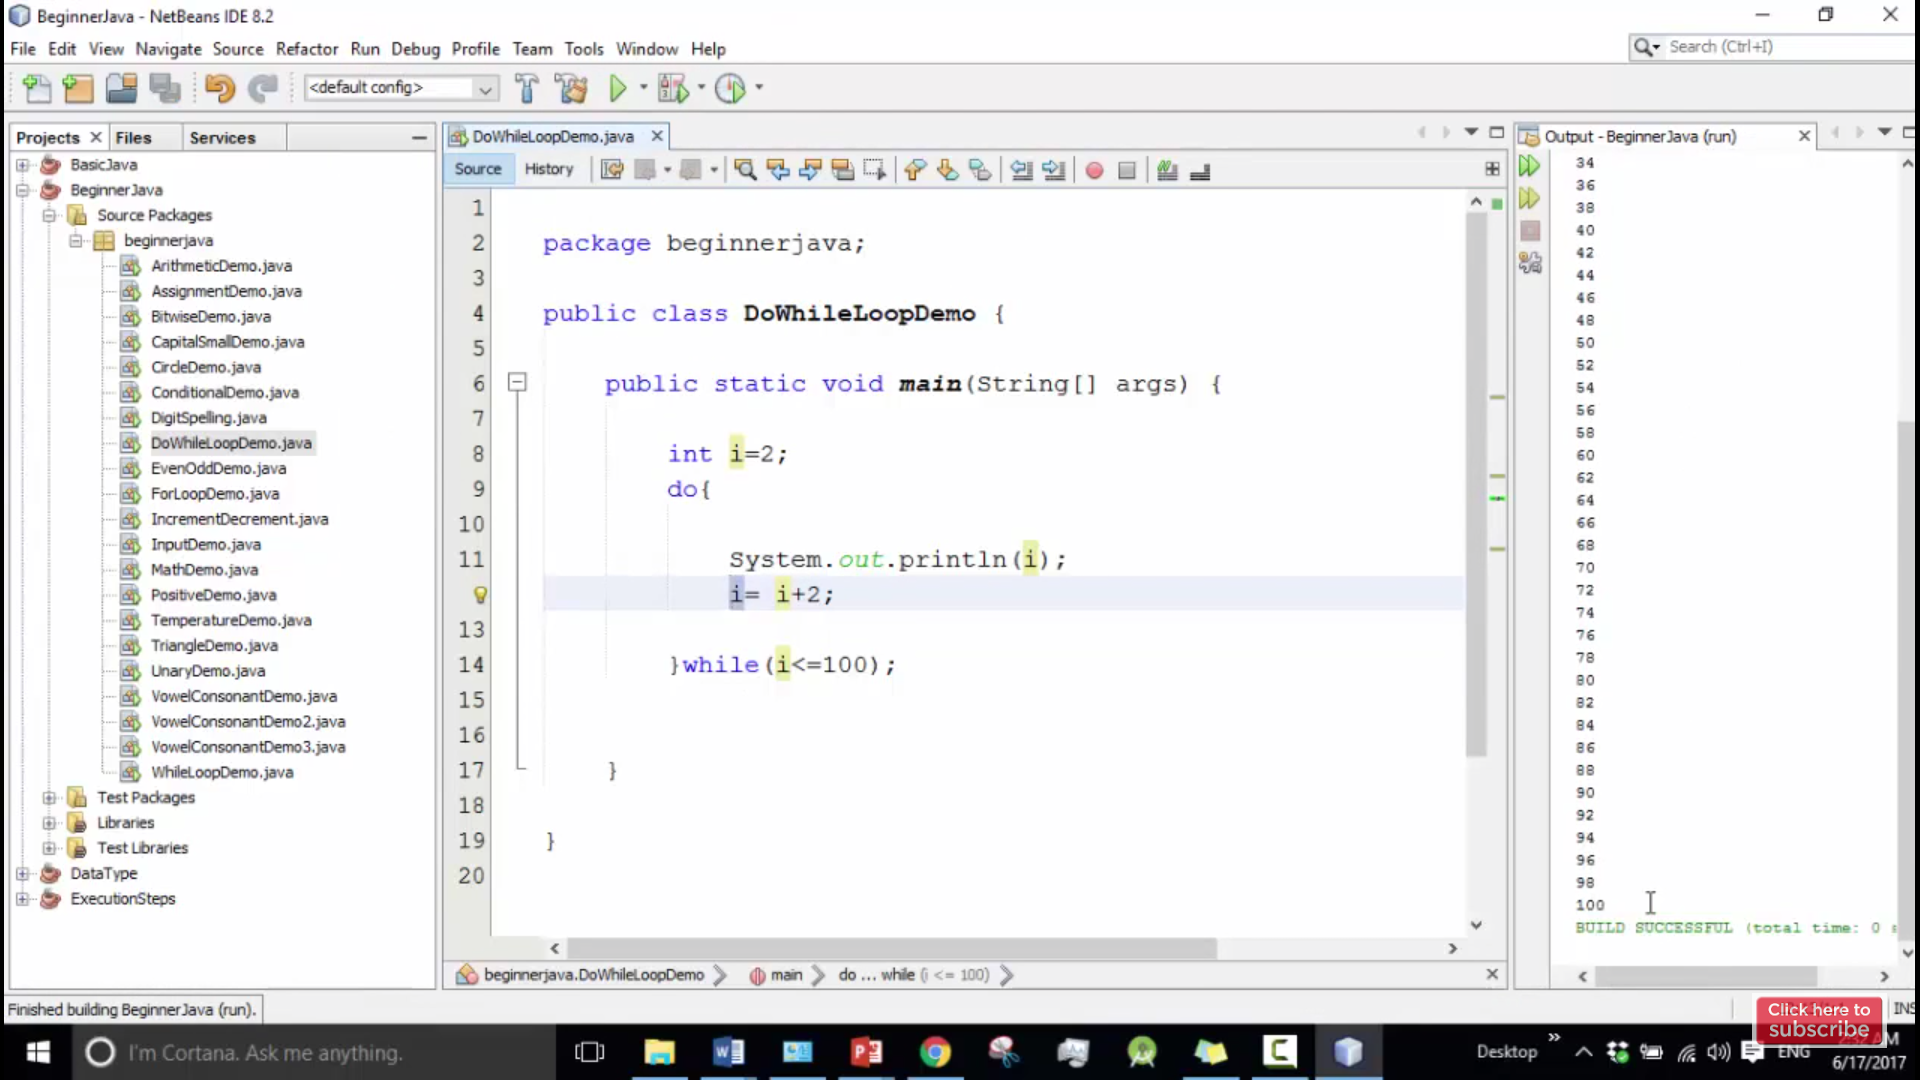 BeginnerJava - NetBeans IDE 8.2
File Edit View Navigate Source Refactor Run Debug Profile Team Tools Window Help
Search (Ctrl+I)
<default config>
Projects Files Services
BasicJava
BeginnerJava
Source Packages
beginnerjava
ArithmeticDemo.java
AssignmentDemo.java
BitwiseDemo.java
CapitalSmallDemo.java
CircleDemo.java
ConditionalDemo.java
DigitSpelling.java
DoWhileLoopDemo.java
EvenOddDemo.java
ForLoopDemo.java
IncrementDecrement.java
InputDemo.java
MathDemo.java
PositiveDemo.java
TemperatureDemo.java
TriangleDemo.java
UnaryDemo.java
VowelConsonantDemo.java
VowelConsonantDemo2.java
VowelConsonantDemo3.java
WhileLoopDemo.java
Test Packages
Libraries
Test Libraries
DataType
ExecutionSteps
DoWhileLoopDemo.java
Source History
1
2 package beginnerjava;
3
4 public class DoWhileLoopDemo {
5
6 public static void main(String[] args) {
7
8 int i=2;
9 do{
10
11 System.out.println(i);
i= i+2;
13
14 }while(i<=100);
15
16
17 }
18
19 }
20
beginnerjava.DoWhileLoopDemo main do ... while (i <= 100)
Output - BeginnerJava (run)
34
36
38
40
42
44
46
48
50
52
54
56
58
60
62
64
66
68
70
72
74
76
78
80
82
84
86
88
90
92
94
96
98
100
BUILD SUCCESSFUL (total time: 0 s
Finished building BeginnerJava (run).
INS
Click here to
subscribe
I'm Cortana. Ask me anything.
Desktop
ENG
6/17/2017